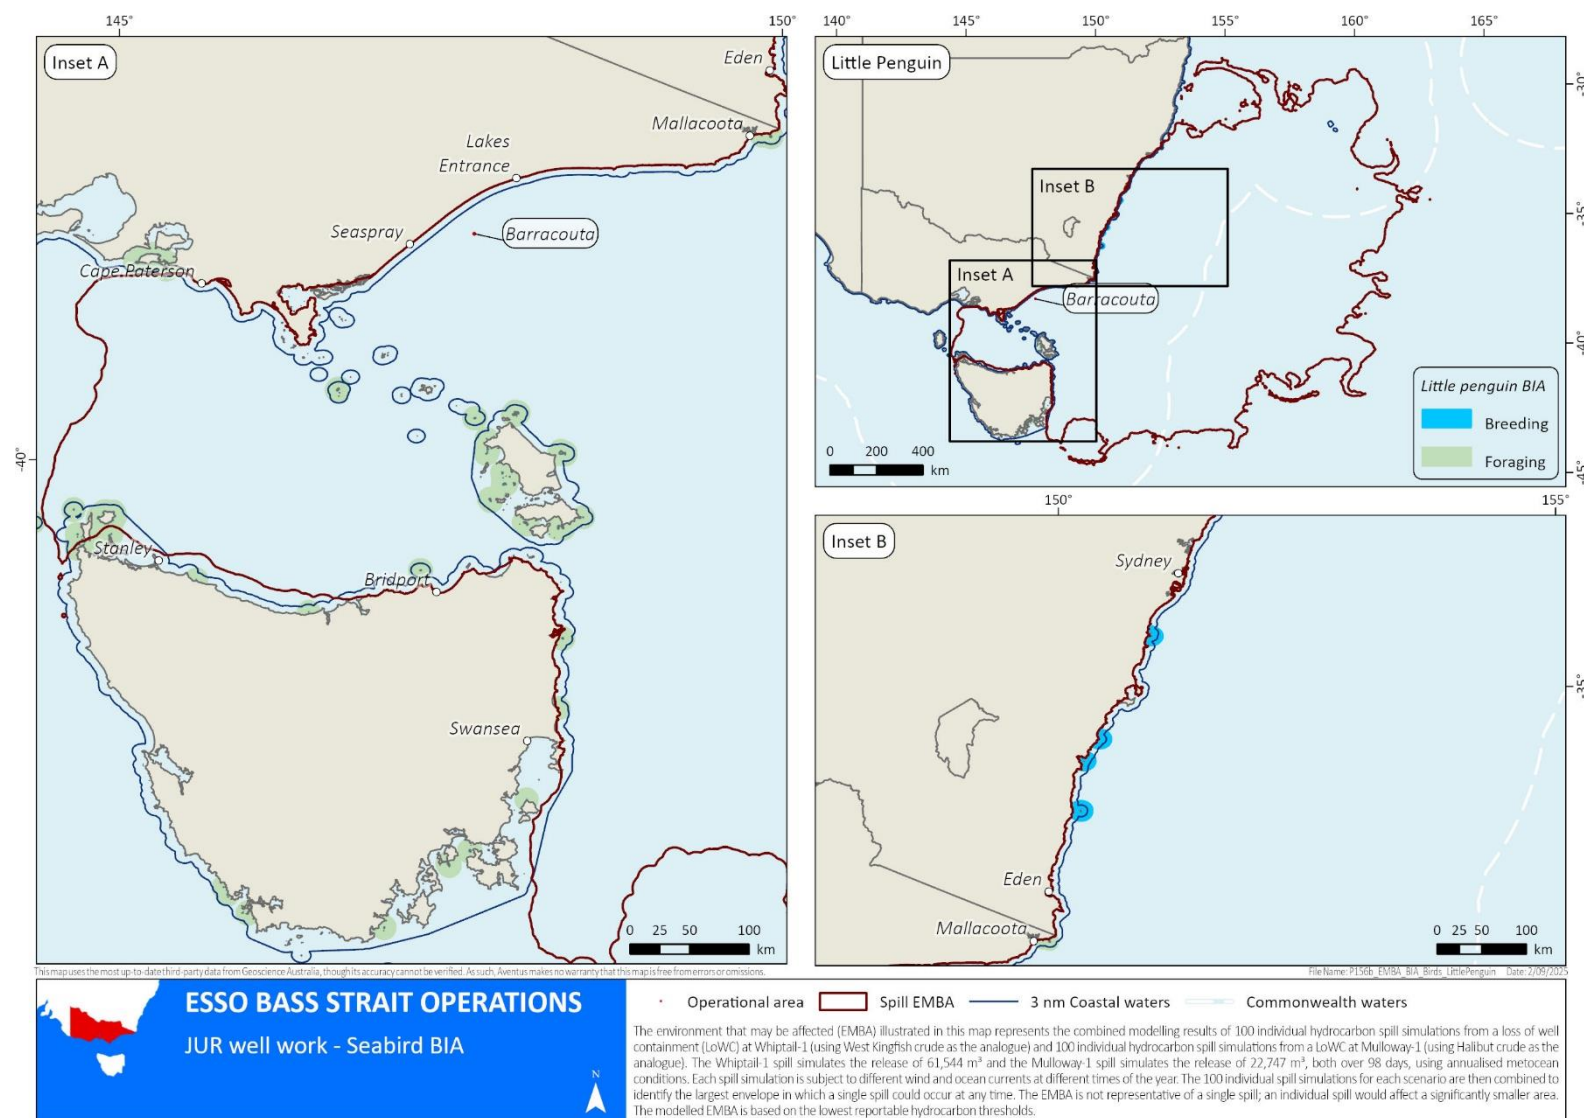 145°
150°
Inset A
Eden
Mallacoota
Lakes
Entrance
Seaspray
Barracouta
Cape Paterson
-40°
Stanley
Bridport
Swansea
0 25 50 100
km
140° 145° 150° 155° 160° 165°
Little Penguin
-30°
-35°
-40°
-45°
Inset B
Inset A
Barracouta
Little penguin BIA
Breeding
Foraging
0 200 400
km
150°
155°
Inset B
Sydney
-35°
Eden
Mallacoota
0 25 50 100
km
This map uses the most up-to-date third-party data from Geoscience Australia, though its accuracy cannot be verified. As such, Aventus makes no warranty that this map is free from errors or omissions.
File Name: P156b_EMBA_BIA_Birds_LittlePenguin Date: 2/09/2025
ESSO BASS STRAIT OPERATIONS
JUR well work - Seabird BIA
N
Operational area Spill EMBA 3 nm Coastal waters Commonwealth waters
The environment that may be affected (EMBA) illustrated in this map represents the combined modelling results of 100 individual hydrocarbon spill simulations from a loss of well
containment (LoWC) at Whiptail-1 (using West Kingfish crude as the analogue) and 100 individual hydrocarbon spill simulations from a LoWC at Mulloway-1 (using Halibut crude as the
analogue). The Whiptail-1 spill simulates the release of 61,544 m³ and the Mulloway-1 spill simulates the release of 22,747 m³, both over 98 days, using annualised metocean
conditions. Each spill simulation is subject to different wind and ocean currents at different times of the year. The 100 individual spill simulations for each scenario are then combined to
identify the largest envelope in which a single spill could occur at any time. The EMBA is not representative of a single spill; an individual spill would affect a significantly smaller area.
The modelled EMBA is based on the lowest reportable hydrocarbon thresholds.